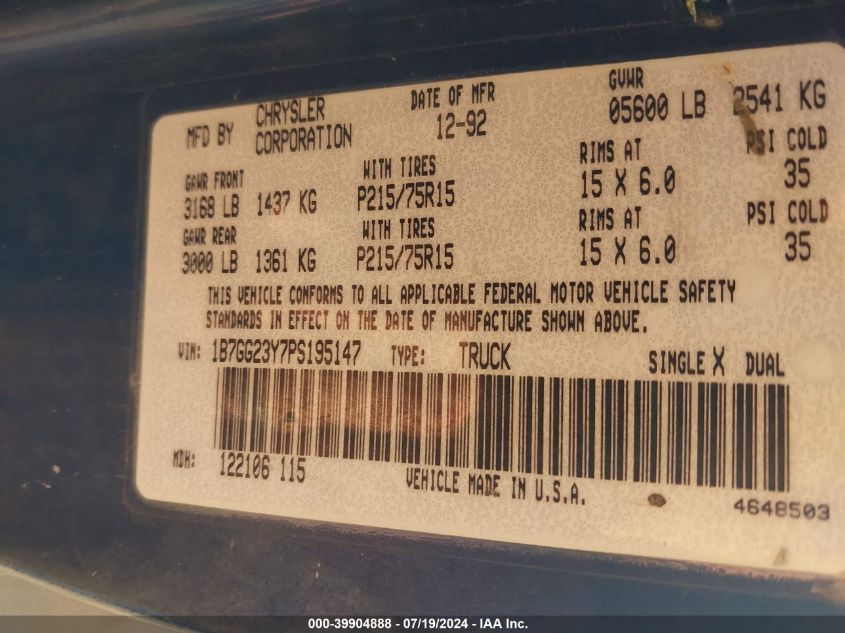 MFD BY CHRYSLER CORPORATION DATE OF MFR 12-92 GVWR 05600 LB 2541 KG
GAWR FRONT WITH TIRES RIMS AT PSI COLD
3168 LB 1437 KG P215/75R15 15 X 6.0 35
GAWR REAR WITH TIRES RIMS AT PSI COLD
3000 LB 1361 KG P215/75R15 15 X 6.0 35
THIS VEHICLE CONFORMS TO ALL APPLICABLE FEDERAL MOTOR VEHICLE SAFETY
STANDARDS IN EFFECT ON THE DATE OF MANUFACTURE SHOWN ABOVE.
VIN: 1B7GG23Y7PS195147 TYPE: TRUCK SINGLE X DUAL
MDH: 122106 115 VEHICLE MADE IN U.S.A. 4648503
000-39904888 - 07/19/2024 - IAA Inc.